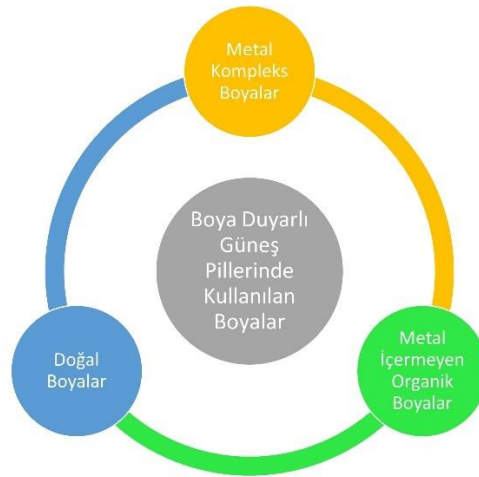 Metal
Kompleks
Boyalar
Boya Duyarlı
Güneş
Pillerinde
Kullanılan
Boyalar
Doğal
Boyalar
Metal
İçermeyen
Organik
Boyalar